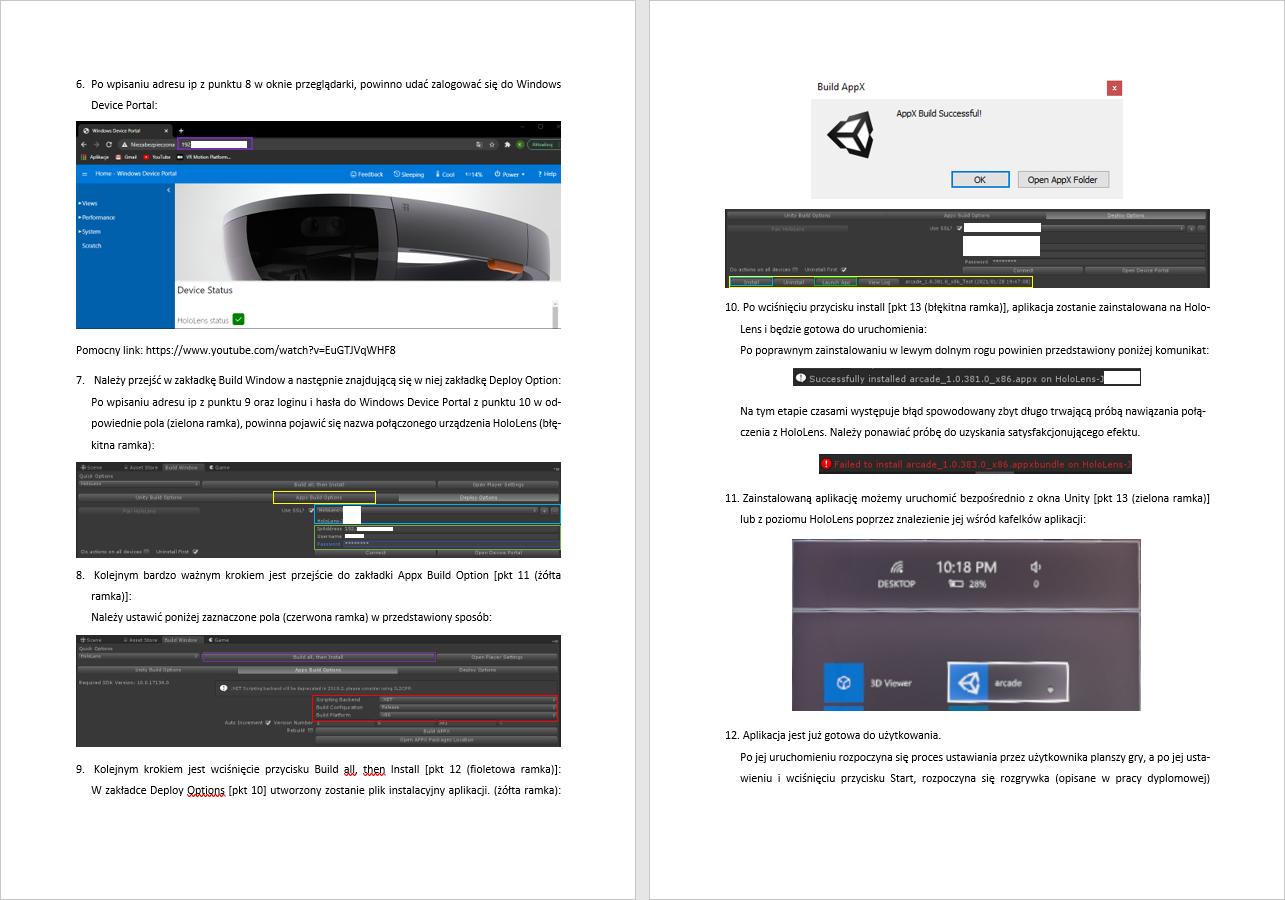 6. Po wpisaniu adresu ip z punktu 8 w oknie przeglądarki, powinno udać zalogować się do Windows
Device Portal:
Windows Device Portal
Niezabezpieczona
192
Aktualizuj
Aplikacje Gmail YouTube VR Motion Platform...
Home - Windows Device Portal
Feedback Sleeping Cool 14% Power ? Help
Views
Performance
System
Scratch
Device Status
HoloLens status
Pomocny link: https://www.youtube.com/watch?v=EuGTJVqWHF8
7. Należy przejść w zakładkę Build Window a następnie znajdującą się w niej zakładkę Deploy Option:
Po wpisaniu adresu ip z punktu 9 oraz loginu i hasła do Windows Device Portal z punktu 10 w od-
powiednie pola (zielona ramka), powinna pojawić się nazwa połączonego urządzenia HoloLens (błę-
kitna ramka):
Scene Asset Store Build Window Game
Quick Options
HoloLens Build all, then Install Open Player Settings
Unity Build Options Appx Build Options Deploy Options
Pair HoloLens Use SSL? HoloLens-
HoloLens-
IpAddress 192.
Username
Password ********
Do actions on all devices Uninstall First Connect Open Device Portal
8. Kolejnym bardzo ważnym krokiem jest przejście do zakładki Appx Build Option [pkt 11 (żółta
ramka)]:
Należy ustawić poniżej zaznaczone pola (czerwona ramka) w przedstawiony sposób:
Scene Asset Store Build Window Game
Quick Options
HoloLens Build all, then Install Open Player Settings
Unity Build Options Appx Build Options Deploy Options
Required SDK Version: 10.0.17134.0
.NET Scripting backend will be deprecated in 2019.2, please consider using IL2CPP.
Scripting Backend .NET
Build Configuration Release
Build Platform x86
Auto Increment Version Number 1 0 381 0
Rebuild Build APPX
Open APPX Packages Location
9. Kolejnym krokiem jest wciśnięcie przycisku Build all, then Install [pkt 12 (fioletowa ramka)]:
W zakładce Deploy Options [pkt 10] utworzony zostanie plik instalacyjny aplikacji. (żółta ramka):
Build AppX x
AppX Build Successful!
OK Open AppX Folder
Unity Build Options Appx Build Options Deploy Options
Pair HoloLens Use SSL?
Password ********
Do actions on all devices Uninstall First Connect Open Device Portal
Install Uninstall Launch App View Log arcade_1.0.381.0_x86_Test (2021/01/28 19:47:08)
10. Po wciśnięciu przycisku install [pkt 13 (błękitna ramka)], aplikacja zostanie zainstalowana na Holo-
Lens i będzie gotowa do uruchomienia:
Po poprawnym zainstalowaniu w lewym dolnym rogu powinien przedstawiony poniżej komunikat:
Successfully installed arcade_1.0.381.0_x86.appx on HoloLens-J
Na tym etapie czasami występuje błąd spowodowany zbyt długo trwającą próbą nawiązania połą-
czenia z HoloLens. Należy ponawiać próbę do uzyskania satysfakcjonującego efektu.
Failed to install arcade_1.0.383.0_x86.appxbundle on HoloLens-J
11. Zainstalowaną aplikację możemy uruchomić bezpośrednio z okna Unity [pkt 13 (zielona ramka)]
lub z poziomu HoloLens poprzez znalezienie jej wśród kafelków aplikacji:
10:18 PM
DESKTOP 28% 0
3D Viewer arcade
12. Aplikacja jest już gotowa do użytkowania.
Po jej uruchomieniu rozpoczyna się proces ustawiania przez użytkownika planszy gry, a po jej usta-
wieniu i wciśnięciu przycisku Start, rozpoczyna się rozgrywka (opisane w pracy dyplomowej)